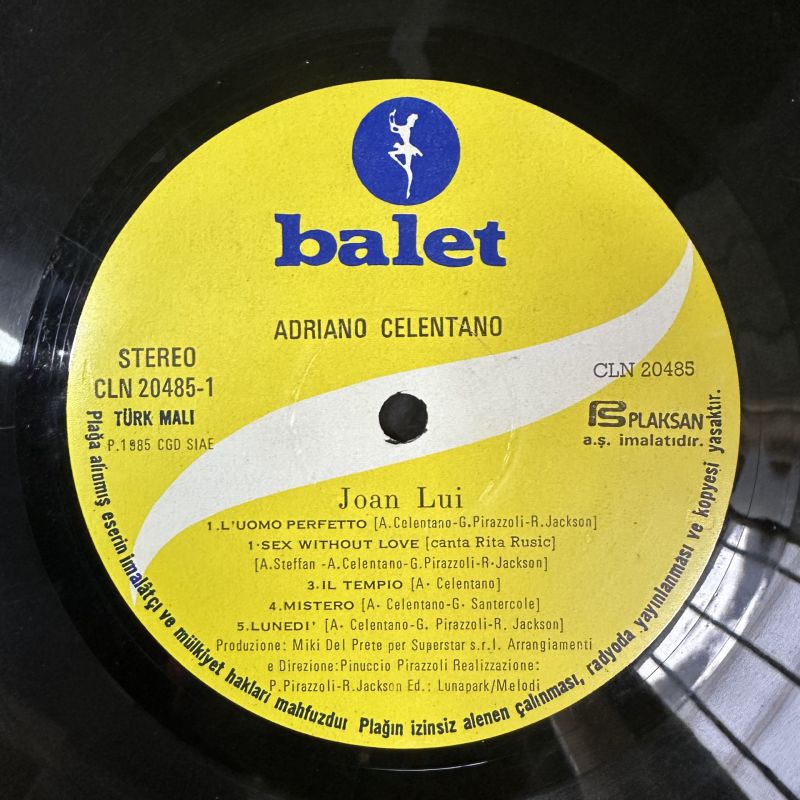 balet
ADRIANO CELENTANO
STEREO
CLN 20485-1
TÜRK MALI
P.1985 CGD SIAE
CLN 20485
PLAKSAN
a.ş. imalatıdır.
Joan Lui
1.L'UOMO PERFETTO [A.Celentano-G.Pirazzoli-R.Jackson]
1-SEX WITHOUT LOVE [canta Rita Rusic]
[A.Steffan -A.Celentano-G.Pirazzoli-R.Jackson]
3.IL TEMPIO [A. Celentano]
4.MISTERO [A. Celentano-G. Santercole]
5.LUNEDI' [A. Celentano-G. Pirazzoli-R. Jackson]
Produzione: Miki Del Prete per Superstar s.r.l. Arrangiamenti
e Direzione:Pinuccio Pirazzoli Realizzazione:
P.Pirazzoli-R.Jackson Ed.: Lunapark/Melodi
Plağa alınmış eserin imalâtçı ve mülkiyet hakları mahfuzdur Plağın izinsiz alenen çalınması, radyoda yayınlanması ve kopyesi yasaktır.